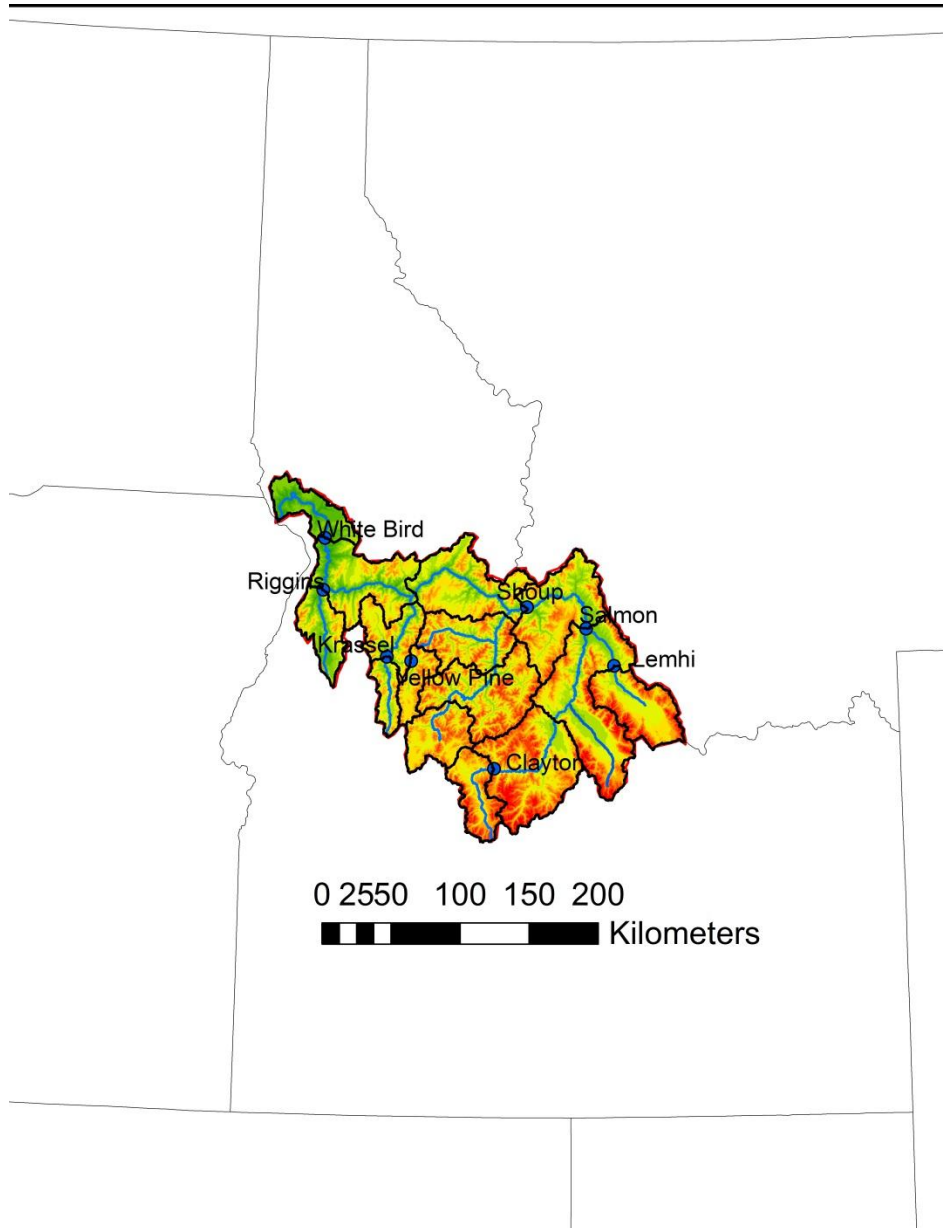 White Bird
Riggins
Shoup
Salmon
Krassel
Lemhi
Yellow Pine
Clayton
0 2550 100 150 200
Kilometers